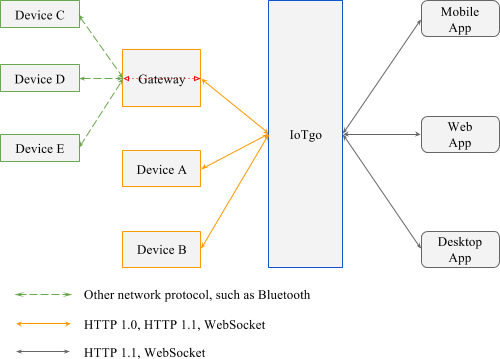 Device C
Mobile
App
Device D
Gateway
IoTgo
Web
App
Device E
Device A
Device B
Desktop
App
Other network protocol, such as Bluetooth
HTTP 1.0, HTTP 1.1, WebSocket
HTTP 1.1, WebSocket